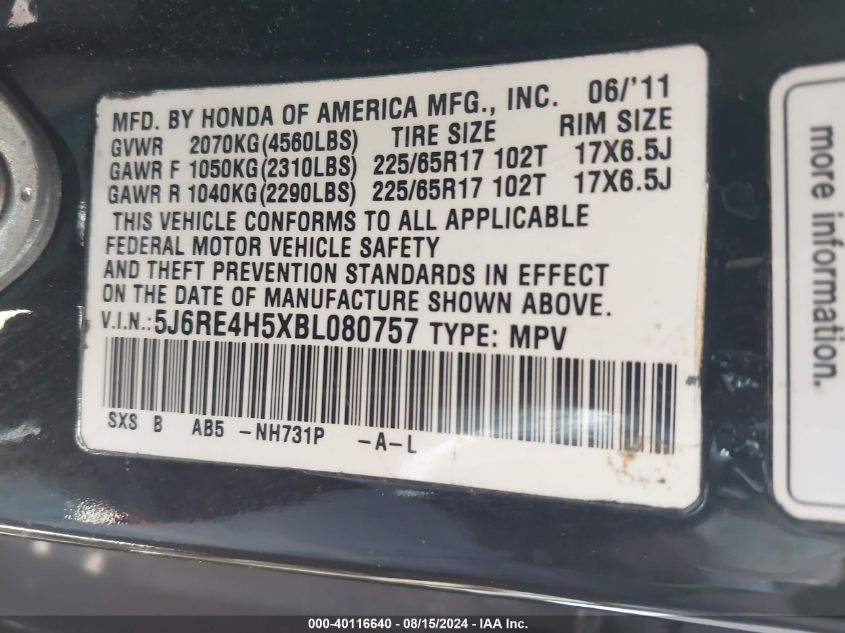 MFD. BY HONDA OF AMERICA MFG., INC. 06/'11
GVWR 2070KG(4560LBS) TIRE SIZE RIM SIZE
GAWR F 1050KG(2310LBS) 225/65R17 102T 17X6.5J
GAWR R 1040KG(2290LBS) 225/65R17 102T 17X6.5J
THIS VEHICLE CONFORMS TO ALL APPLICABLE
FEDERAL MOTOR VEHICLE SAFETY
AND THEFT PREVENTION STANDARDS IN EFFECT
ON THE DATE OF MANUFACTURE SHOWN ABOVE.
V.I.N.: 5J6RE4H5XBL080757 TYPE: MPV
SXS B AB5 -NH731P -A-L
more information.
000-40116640 - 08/15/2024 - IAA Inc.